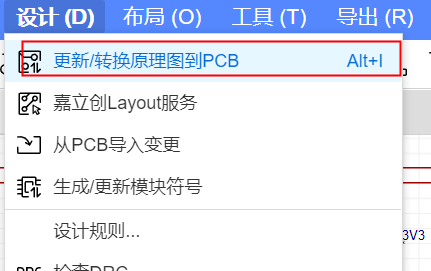 设计 (D) 布局 (O) 工具 (T) 导出 (R)
更新/转换原理图到PCB Alt+I
嘉立创Layout服务
从PCB导入变更
生成/更新模块符号
设计规则...
3V3
检查DRC